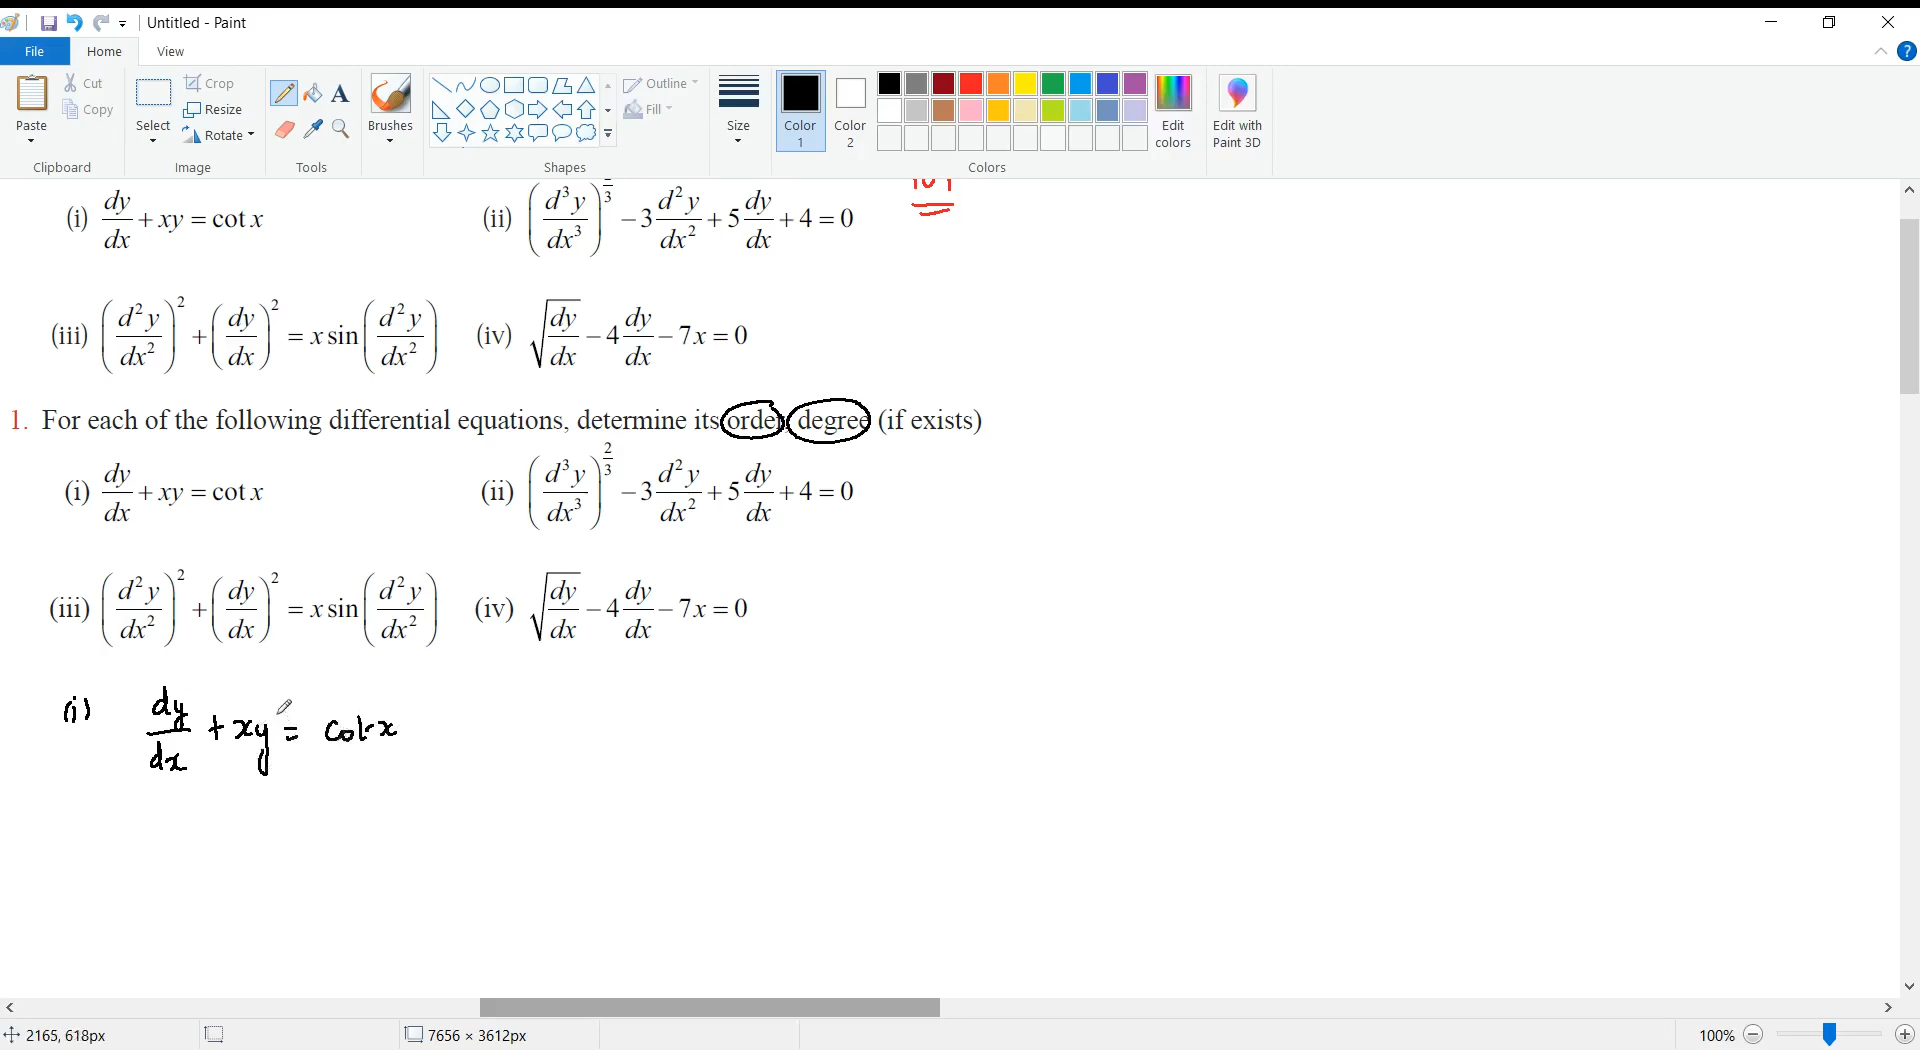 Untitled - Paint
File Home View
Paste Cut Copy Select Crop Resize Rotate Brushes Outline Fill Size Color 1 Color 2 Edit colors Edit with Paint 3D
Clipboard Image Tools Shapes Colors
(i) dy/dx + xy = cot x (ii) (d³y/dx³)^(/3) − 3 d²y/dx² + 5 dy/dx + 4 = 0
(iii) (d²y/dx²)² + (dy/dx)² = x sin (d²y/dx²) (iv) √(dy/dx) − 4 dy/dx − 7x = 0
1. For each of the following differential equations, determine its order, degree (if exists)
(i) dy/dx + xy = cot x (ii) (d³y/dx³)^(2/3) − 3 d²y/dx² + 5 dy/dx + 4 = 0
(iii) (d²y/dx²)² + (dy/dx)² = x sin (d²y/dx²) (iv) √(dy/dx) − 4 dy/dx − 7x = 0
(i) dy/dx + xy = cot x
2165, 618px 7656 × 3612px 100%